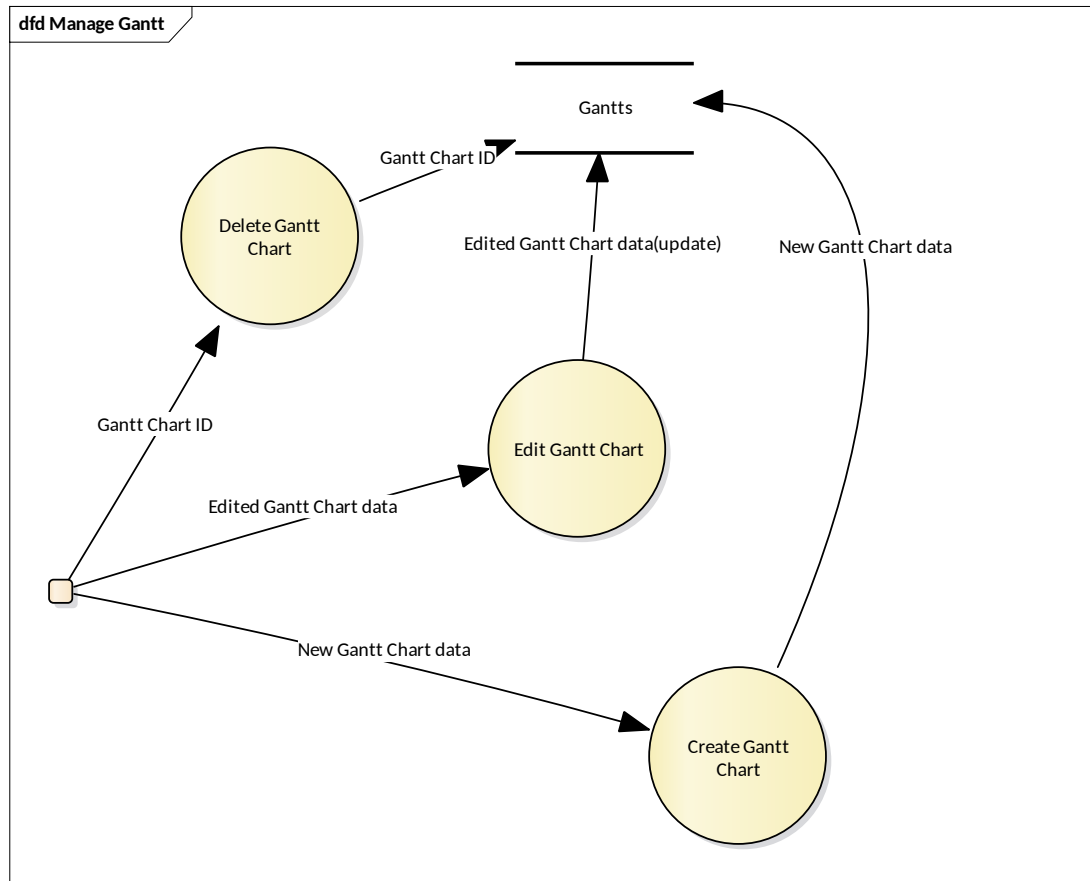 dfd Manage Gantt
Gantts
Gantt Chart ID
Delete Gantt
Chart
Edited Gantt Chart data(update)
New Gantt Chart data
Gantt Chart ID
Edit Gantt Chart
Edited Gantt Chart data
New Gantt Chart data
Create Gantt
Chart